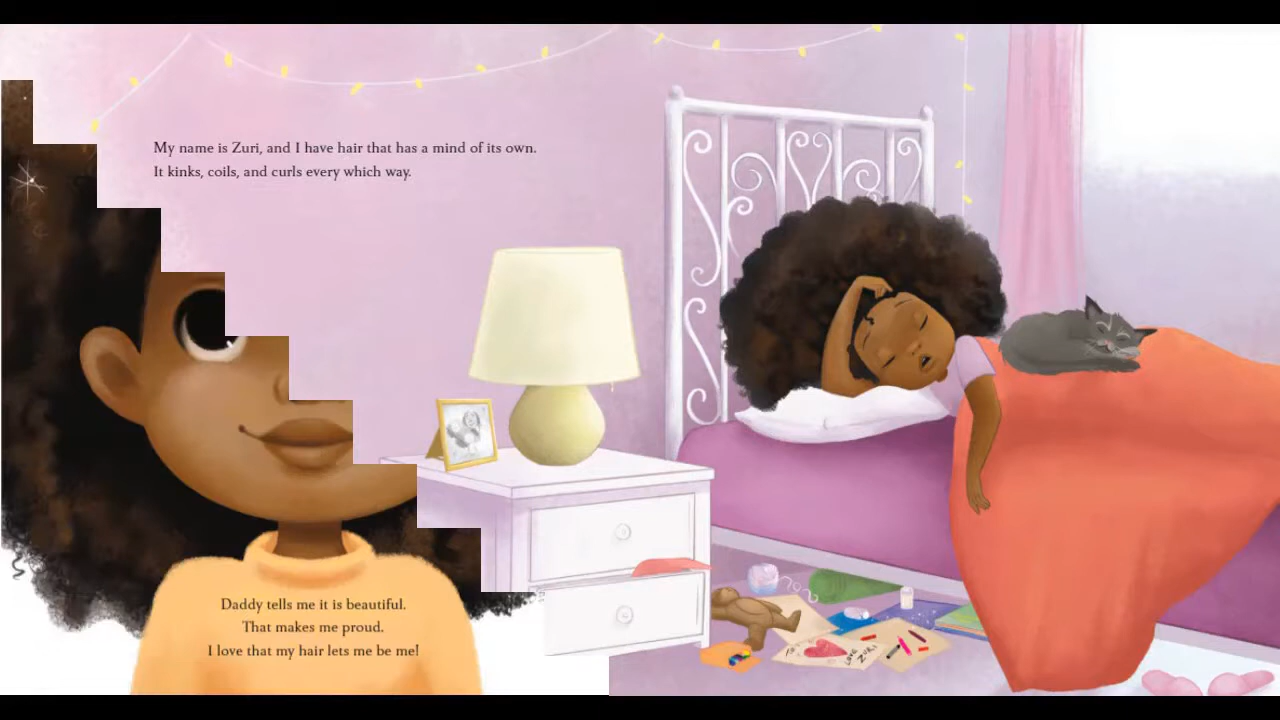 My name is Zuri, and I have hair that has a mind of its own.
It kinks, coils, and curls every which way.
LOVE
ZURI
Daddy tells me it is beautiful.
That makes me proud.
I love that my hair lets me be me!